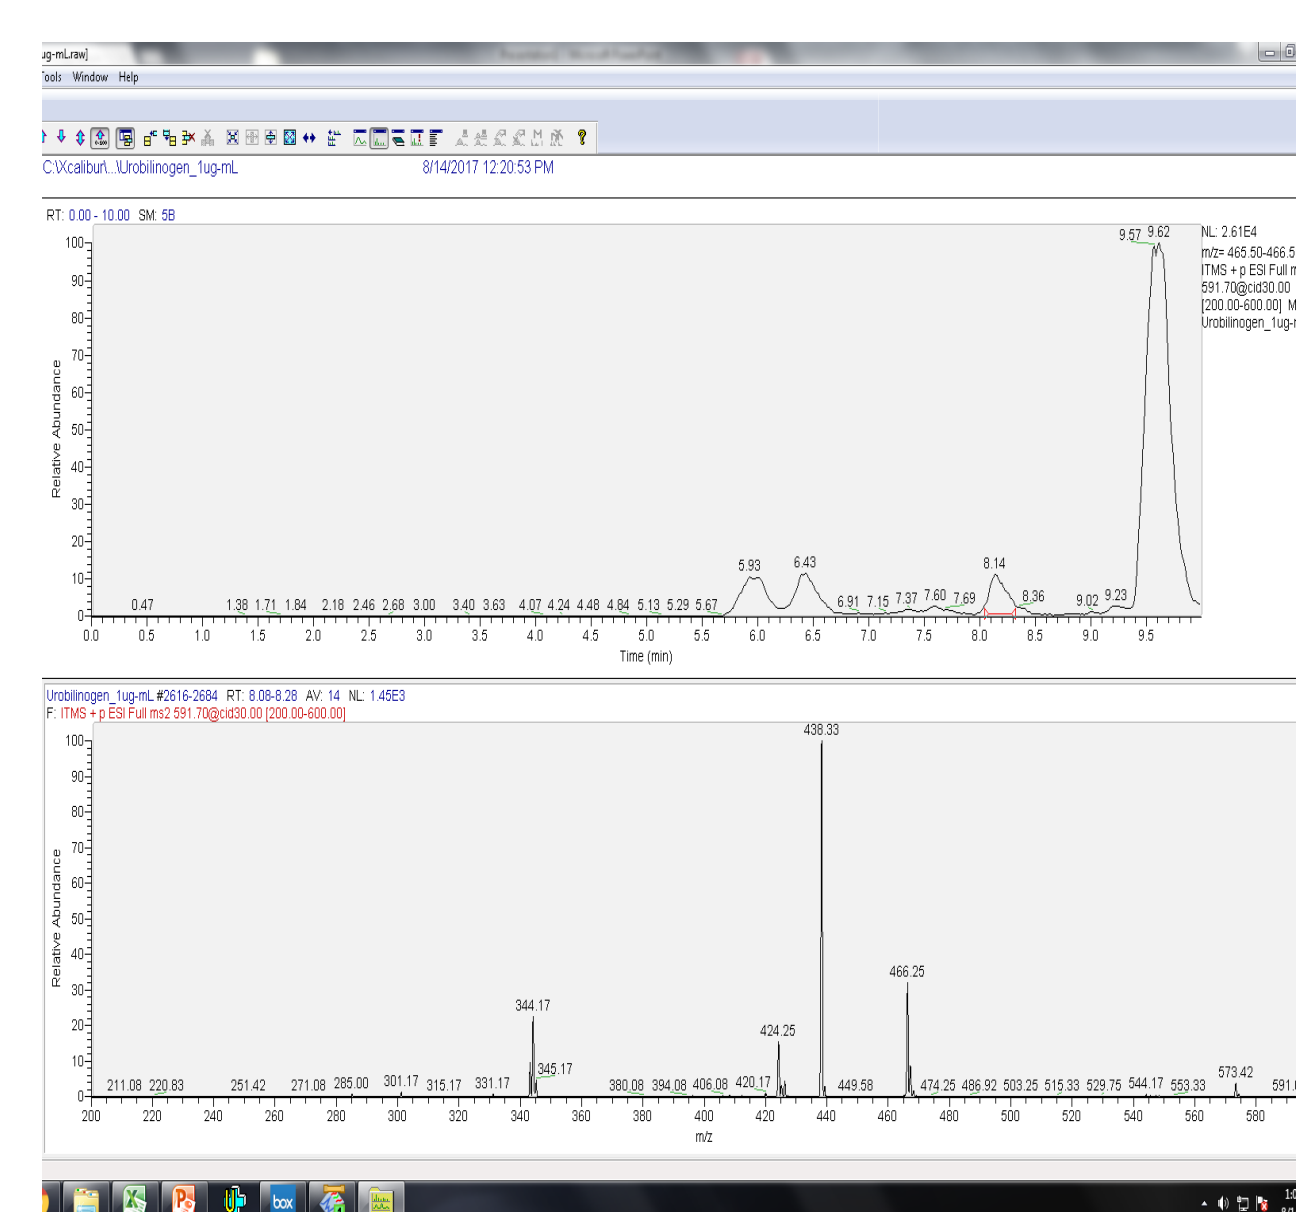 ug-mL.raw]
Tools Window Help
C:\Xcalibur\...\Urobilinogen_1ug-mL 8/14/2017 12:20:53 PM
RT: 0.00 - 10.00 SM: 5B
NL: 2.61E4
m/z= 465.50-466.5
ITMS + p ESI Full m
591.70@cid30.00
[200.00-600.00] M
Urobilinogen_1ug-
9.57 9.62
100
90
80
70
60
50
40
30
20
10
0
Relative Abundance
5.93 6.43 8.14
0.47 1.38 1.71 1.84 2.18 2.46 2.68 3.00 3.40 3.63 4.07 4.24 4.48 4.84 5.13 5.29 5.67 6.91 7.15 7.37 7.60 7.69 8.36 9.02 9.23
0.0 0.5 1.0 1.5 2.0 2.5 3.0 3.5 4.0 4.5 5.0 5.5 6.0 6.5 7.0 7.5 8.0 8.5 9.0 9.5
Time (min)
Urobilinogen_1ug-mL #2616-2684 RT: 8.08-8.28 AV: 14 NL: 1.45E3
F: ITMS + p ESI Full ms2 591.70@cid30.00 [200.00-600.00]
438.33
100
90
80
70
60
50
40
30
20
10
0
Relative Abundance
466.25
344.17
424.25
345.17
573.42
211.08 220.83 251.42 271.08 285.00 301.17 315.17 331.17 380.08 394.08 406.08 420.17 449.58 474.25 486.92 503.25 515.33 529.75 544.17 553.33 591.
200 220 240 260 280 300 320 340 360 380 400 420 440 460 480 500 520 540 560 580
m/z
box